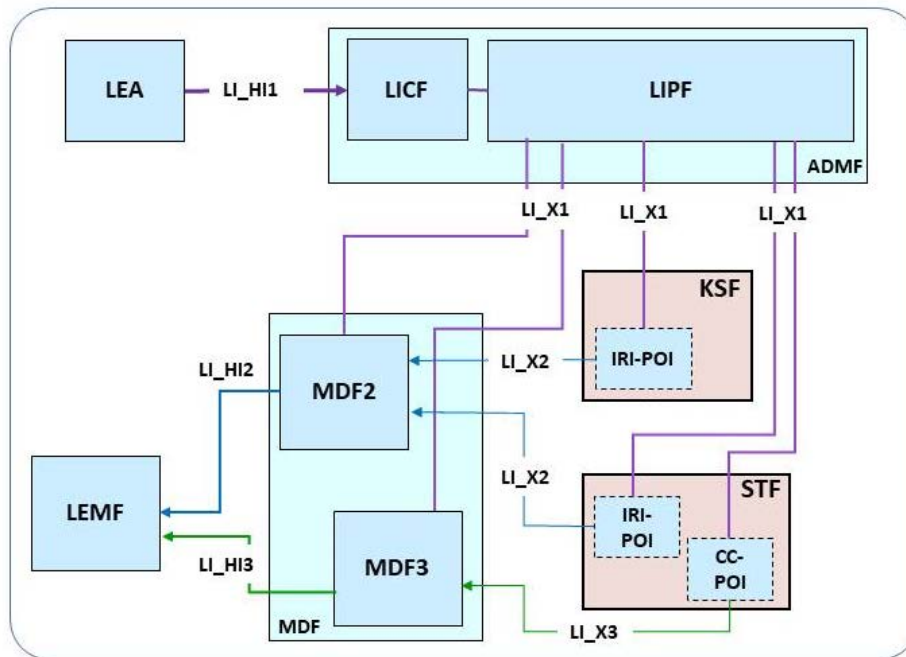 LEA
LI_HI1
LICF
LIPF
ADMF
LI_X1
LI_X1
LI_X1
KSF
IRI-POI
LI_X2
LI_HI2
MDF2
LI_X2
STF
IRI-
POI
LEMF
CC-
POI
LI_HI3
MDF3
MDF
LI_X3